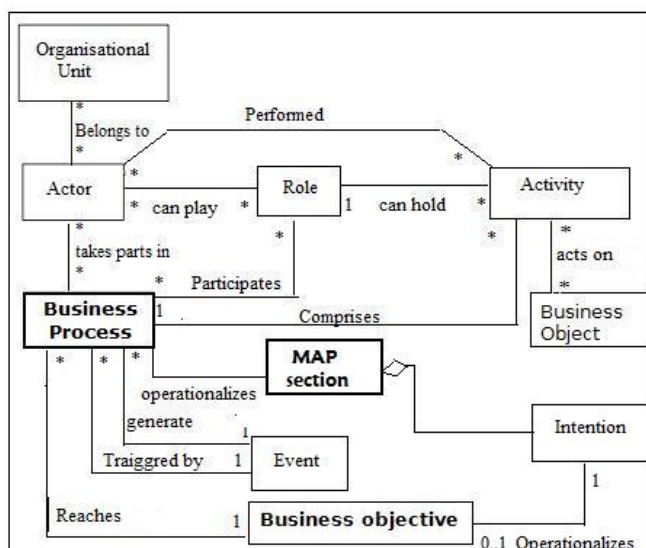 Organisational
Unit
*
Belongs to
*
Performed
Actor
*
*
can play
*
Role
1
can hold
*
*
Activity
*
takes parts in
*
*
*
*
acts on
*
*
Participates
1
Business
Process
Comprises
Business
Object
*
*
*
operationalizes
MAP
section
generate
1
Traiggred by
1
Event
Intention
1
Reaches
1
Business objective
0..1 Operationalizes